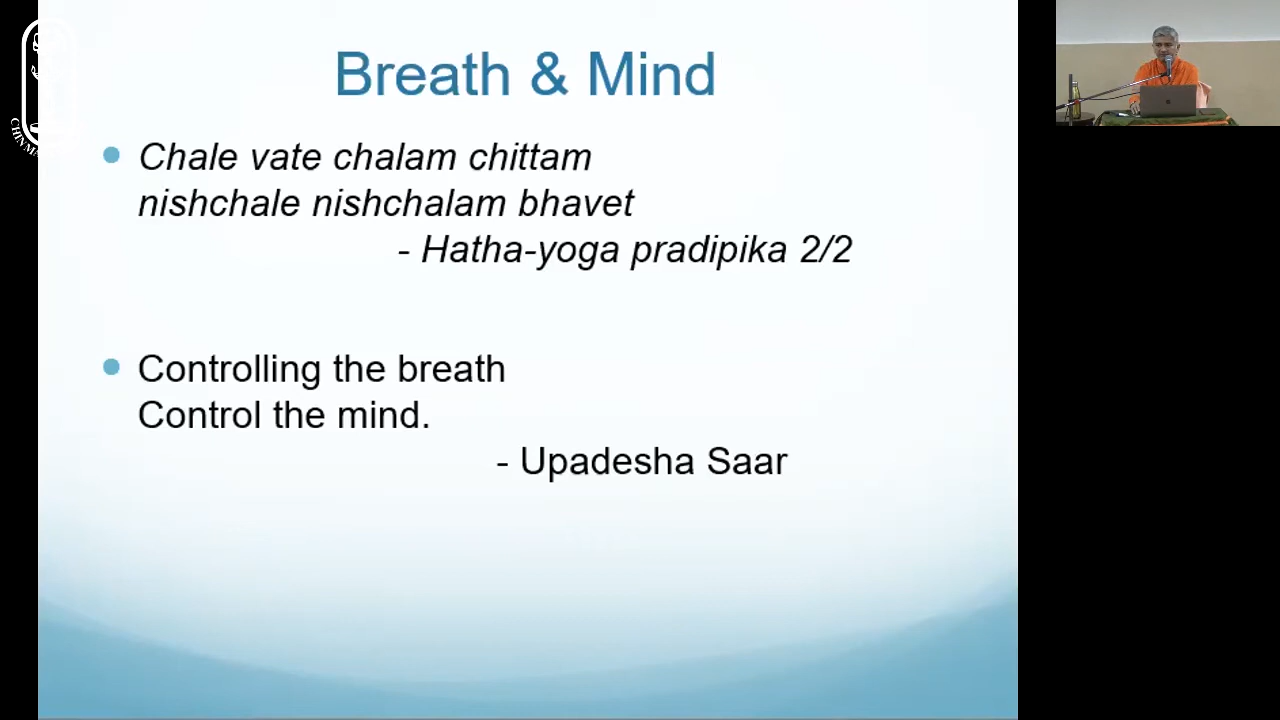 Breath & Mind
Chale vate chalam chittam
nishchale nishchalam bhavet
- Hatha-yoga pradipika 2/2
Controlling the breath
Control the mind.
- Upadesha Saar